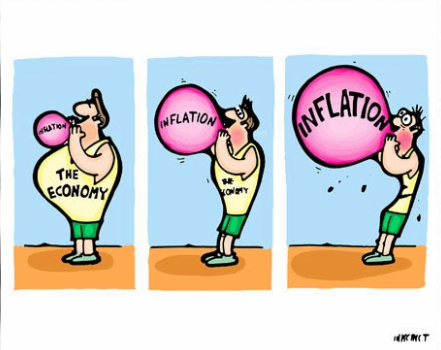 INFLATION
THE
ECONOMY
INFLATION
THE
ECONOMY
INFLATION